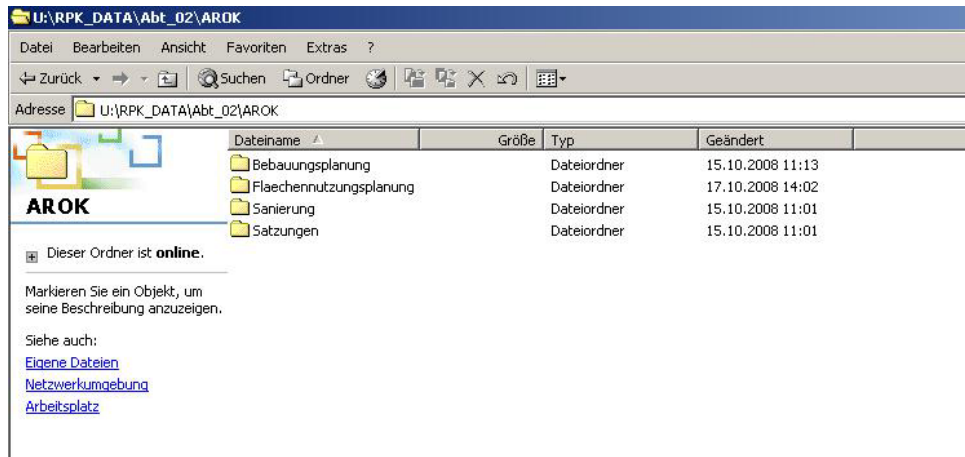 U:\RPK_DATA\Abt_02\AROK
Datei Bearbeiten Ansicht Favoriten Extras ?
Zurück Suchen Ordner
Adresse U:\RPK_DATA\Abt_02\AROK
Dateiname Größe Typ Geändert
Bebauungsplanung Dateiordner 15.10.2008 11:13
Flaechennutzungsplanung Dateiordner 17.10.2008 14:02
Sanierung Dateiordner 15.10.2008 11:01
Satzungen Dateiordner 15.10.2008 11:01
AROK
Dieser Ordner ist online.
Markieren Sie ein Objekt, um
seine Beschreibung anzuzeigen.
Siehe auch:
Eigene Dateien
Netzwerkumgebung
Arbeitsplatz